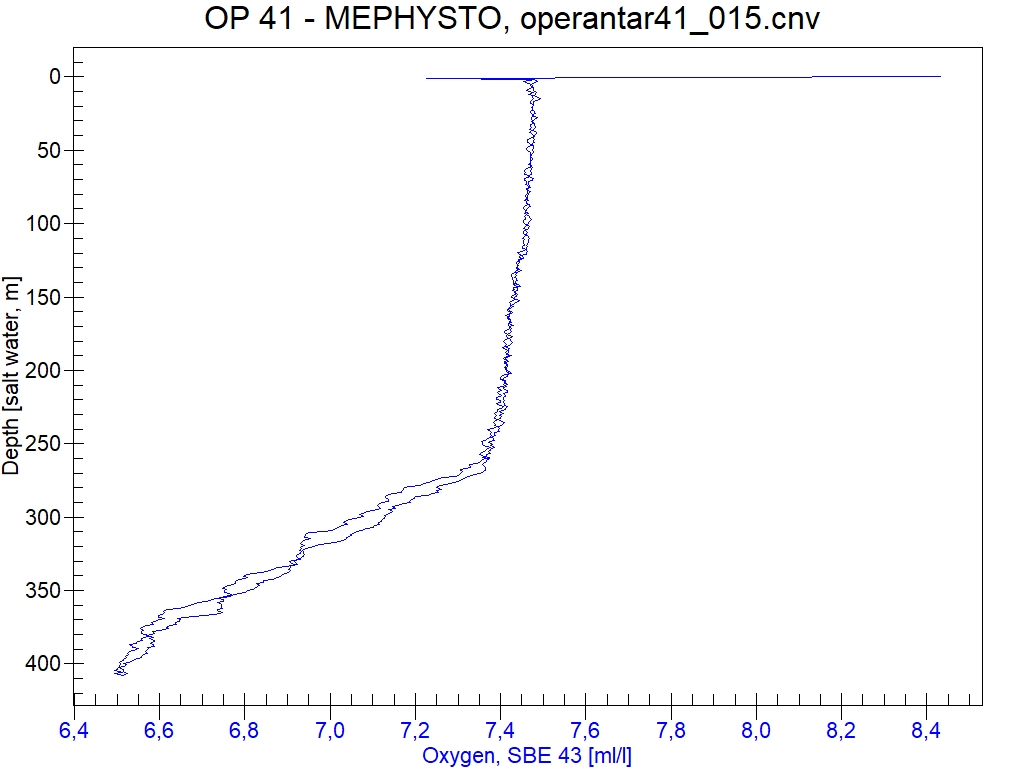 OP 41 - MEPHYSTO, operantar41_015.cnv
Depth [salt water, m]
0
50
100
150
200
250
300
350
400
6,4 6,6 6,8 7,0 7,2 7,4 7,6 7,8 8,0 8,2 8,4
Oxygen, SBE 43 [ml/l]